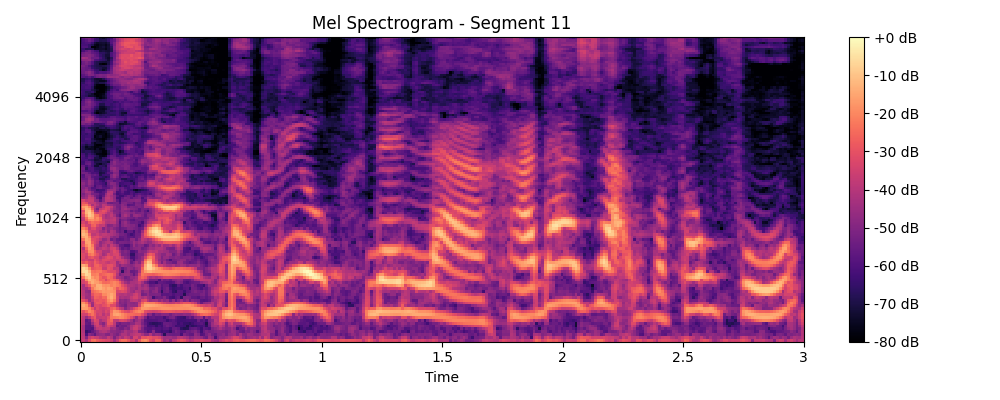 Mel Spectrogram - Segment 11
Frequency
4096
2048
1024
512
0
0
0.5
1
1.5
2
2.5
3
Time
+0 dB
-10 dB
-20 dB
-30 dB
-40 dB
-50 dB
-60 dB
-70 dB
-80 dB